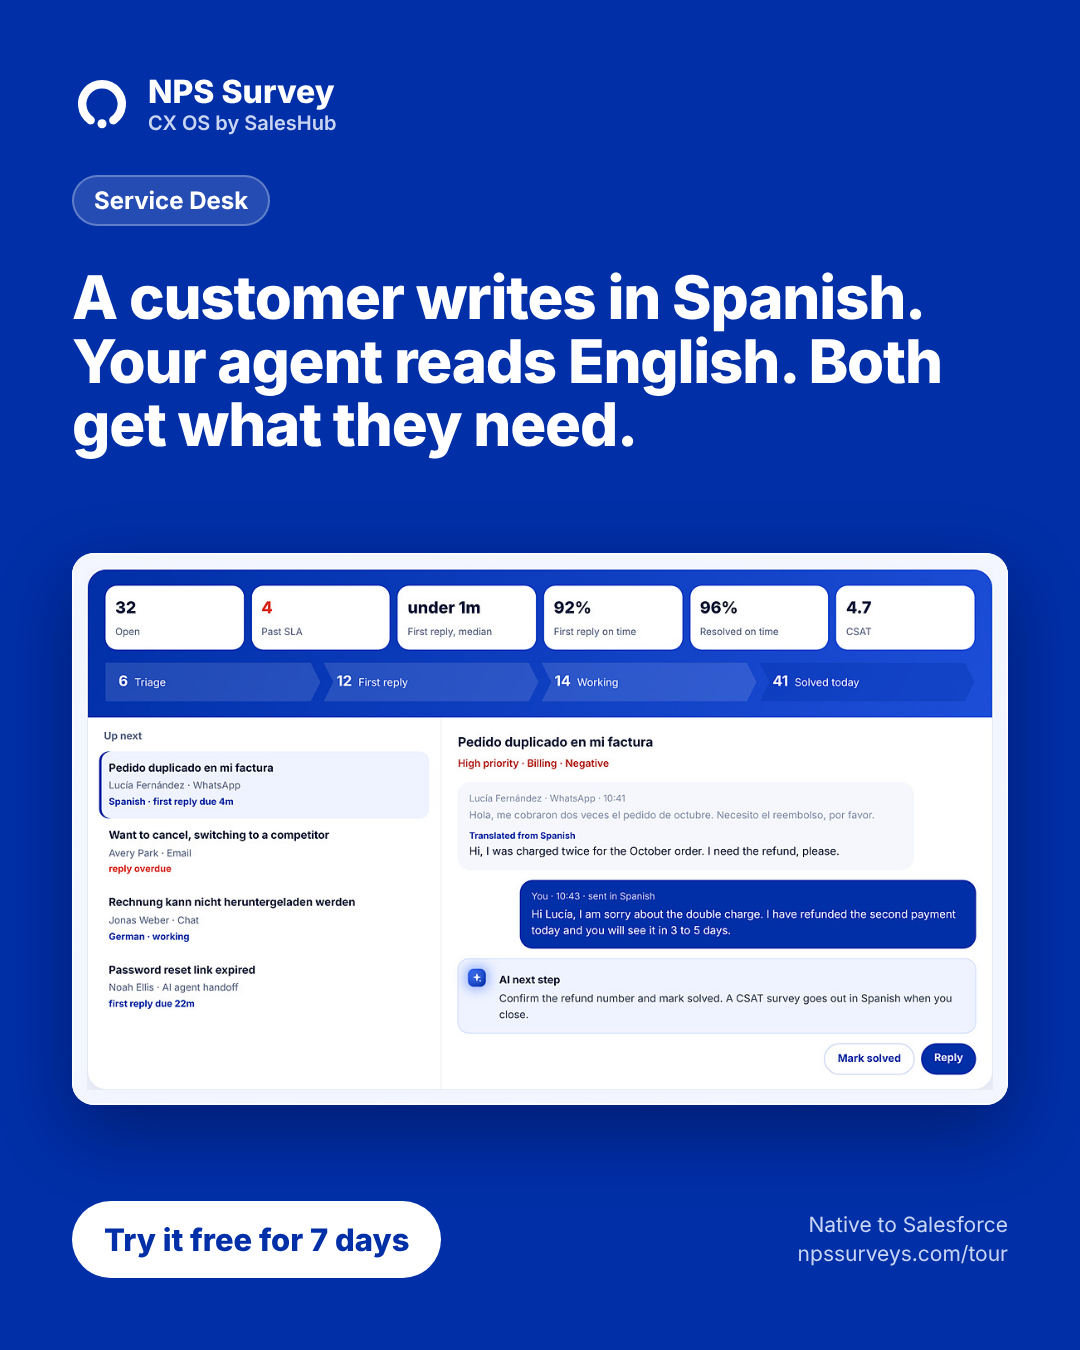 NPS Survey
CX OS by SalesHub
Service Desk
A customer writes in Spanish.
Your agent reads English. Both
get what they need.
32
Open
4
Past SLA
under 1m
First reply, median
92%
First reply on time
96%
Resolved on time
4.7
CSAT
6 Triage
12 First reply
14 Working
41 Solved today
Up next
Pedido duplicado en mi factura
Lucía Fernández · WhatsApp
Spanish · first reply due 4m
Want to cancel, switching to a competitor
Avery Park · Email
reply overdue
Rechnung kann nicht heruntergeladen werden
Jonas Weber · Chat
German · working
Password reset link expired
Noah Ellis · AI agent handoff
first reply due 22m
Pedido duplicado en mi factura
High priority · Billing · Negative
Lucía Fernández · WhatsApp · 10:41
Hola, me cobraron dos veces el pedido de octubre. Necesito el reembolso, por favor.
Translated from Spanish
Hi, I was charged twice for the October order. I need the refund, please.
You · 10:43 · sent in Spanish
Hi Lucía, I am sorry about the double charge. I have refunded the second payment
today and you will see it in 3 to 5 days.
AI next step
Confirm the refund number and mark solved. A CSAT survey goes out in Spanish when you
close.
Mark solved
Reply
Try it free for 7 days
Native to Salesforce
npssurveys.com/tour